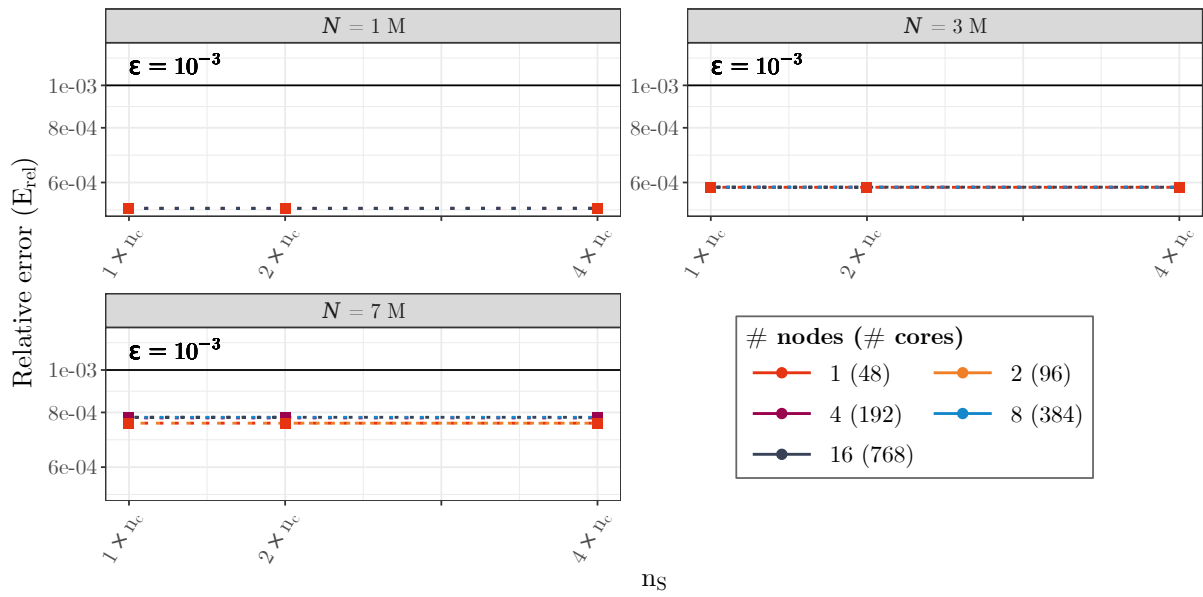 N = 1 M
N = 3 M
ε = 10⁻³
ε = 10⁻³
1e-03
8e-04
6e-04
1e-03
8e-04
6e-04
1 × n_c
2 × n_c
4 × n_c
1 × n_c
2 × n_c
4 × n_c
Relative error (E_rel)
N = 7 M
ε = 10⁻³
1e-03
8e-04
6e-04
1 × n_c
2 × n_c
4 × n_c
# nodes (# cores)
1 (48)
2 (96)
4 (192)
8 (384)
16 (768)
n_S